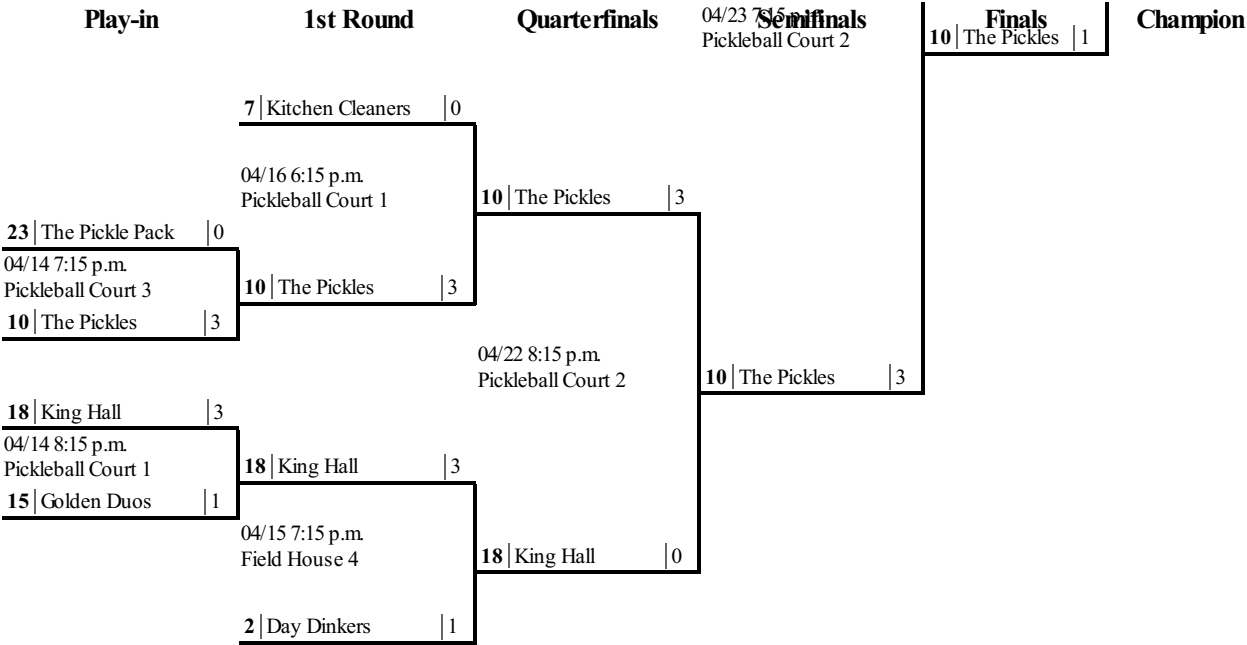 Play-in 1st Round Quarterfinals Semifinals Finals Champion
04/23 7:15 p.m.
Pickleball Court 2
10 The Pickles 1
7 Kitchen Cleaners 0
04/16 6:15 p.m.
Pickleball Court 1
10 The Pickles 3
23 The Pickle Pack 0
04/14 7:15 p.m.
Pickleball Court 3
10 The Pickles 3
10 The Pickles 3
04/22 8:15 p.m.
Pickleball Court 2
10 The Pickles 3
18 King Hall 3
04/14 8:15 p.m.
Pickleball Court 1
15 Golden Duos 1
18 King Hall 3
04/15 7:15 p.m.
Field House 4
18 King Hall 0
2 Day Dinkers 1